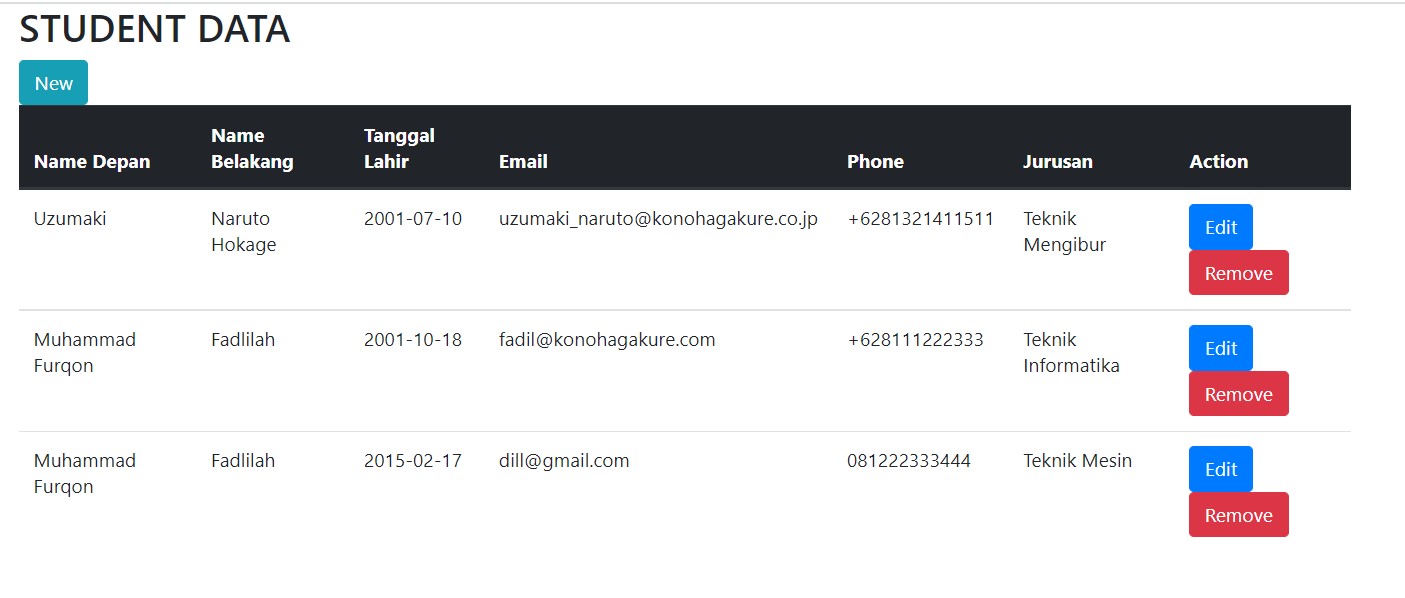 STUDENT DATA
New
Name Depan Name Belakang Tanggal Lahir Email Phone Jurusan Action
Uzumaki Naruto Hokage 2001-07-10 uzumaki_naruto@konohagakure.co.jp +6281321411511 Teknik Mengibur Edit
Remove
Muhammad Furqon Fadlilah 2001-10-18 fadil@konohagakure.com +628111222333 Teknik Informatika Edit
Remove
Muhammad Furqon Fadlilah 2015-02-17 dill@gmail.com 081222333444 Teknik Mesin Edit
Remove